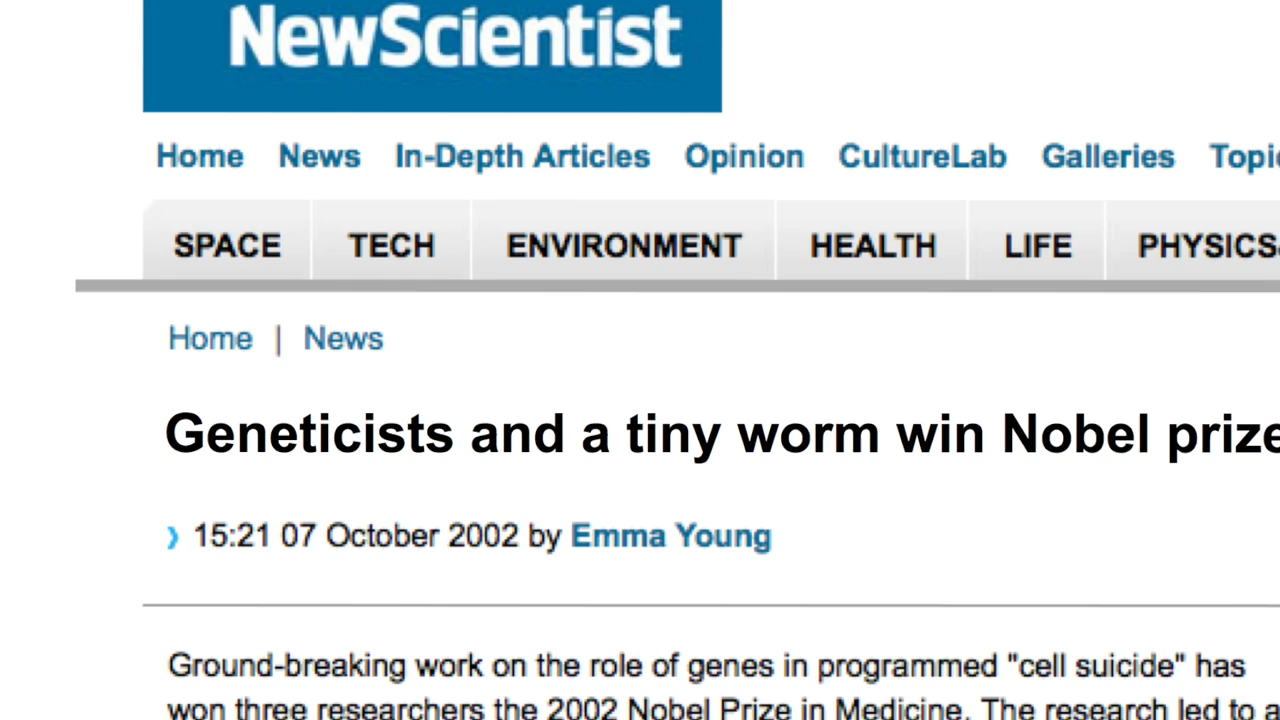 NewScientist
Home News In-Depth Articles Opinion CultureLab Galleries
SPACE TECH ENVIRONMENT HEALTH LIFE PHYSICS
Home | News
Geneticists and a tiny worm win Nobel prize
15:21 07 October 2002 by Emma Young
Ground-breaking work on the role of genes in programmed "cell suicide" has
won three researchers the 2002 Nobel Prize in Medicine. The research led to a